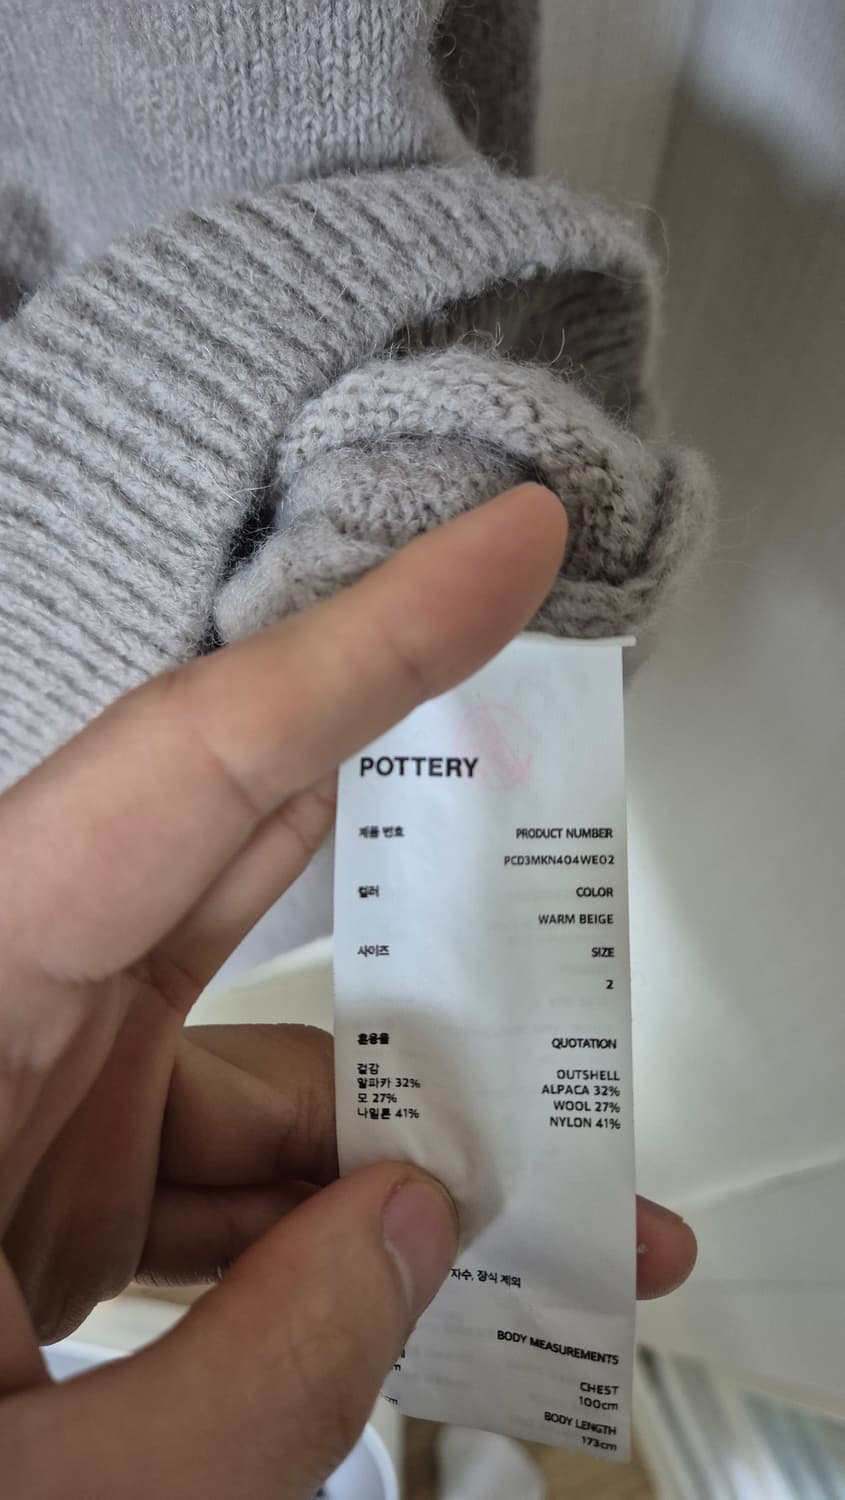 POTTERY
제품 번호 PRODUCT NUMBER
PCD3MKN404WE02
컬러 COLOR
WARM BEIGE
사이즈 SIZE
2
혼용율 QUOTATION
겉감 OUTSHELL
알파카 32% ALPACA 32%
모 27% WOOL 27%
나일론 41% NYLON 41%
자수, 장식 제외
BODY MEASUREMENTS
CHEST
100cm
BODY LENGTH
173cm